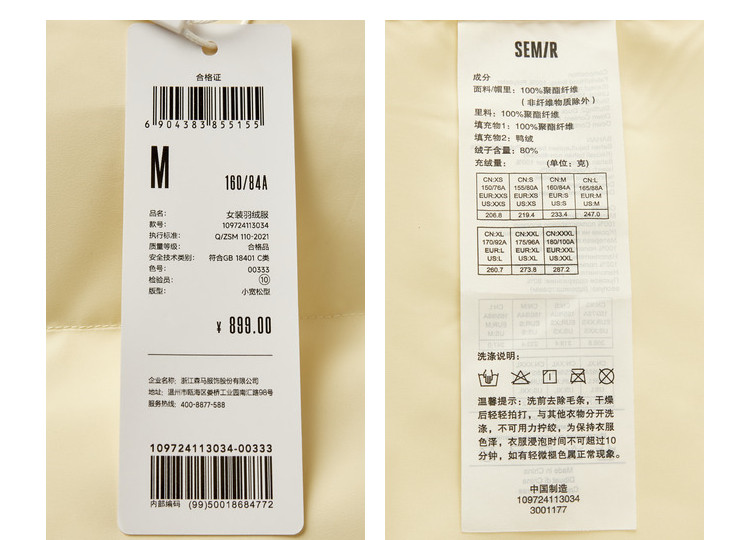 合格证
6 904383 855155
M
160/84A
品名： 女装羽绒服
款号： 109724113034
执行标准： Q/ZSM 110-2021
质量等级： 合格品
安全技术类别： 符合GB 18401 C类
色号： 00333
检验员： 10
版型： 小宽松型
¥ 899.00
企业名称：浙江森马服饰股份有限公司
地址：温州市瓯海区娄桥工业园南汇路98号
服务热线：400-8877-588
109724113034-00333
内部编码 (99)50018684772
SEM/R
成分
面料/帽里：100%聚酯纤维
（非纤维物质除外）
里料：100%聚酯纤维
填充物1：100%聚酯纤维
填充物2：鸭绒
绒子含量：80%
充绒量： (单位：克)
CN:XS CN:S CN:M CN:L
150/76A 155/80A 160/84A 165/88A
EUR:XXS EUR:XS EUR:S EUR:M
US:XXS US:XS US:S US:M
206.8 219.4 233.4 247.0
CN:XL CN:XXL CN:XXXL
170/92A 175/96A 180/100A
EUR:L EUR:XL EUR:XXL
US:L US:XL US:XXL
260.7 273.8 287.2
洗涤说明：
温馨提示：洗前去除毛条，干燥
后轻轻拍打，与其他衣物分开洗
涤，不可用力拧绞，为保持衣服
色泽，衣服浸泡时间不可超过10
分钟，如有轻微褪色属正常现象。
中国制造
109724113034
3001177